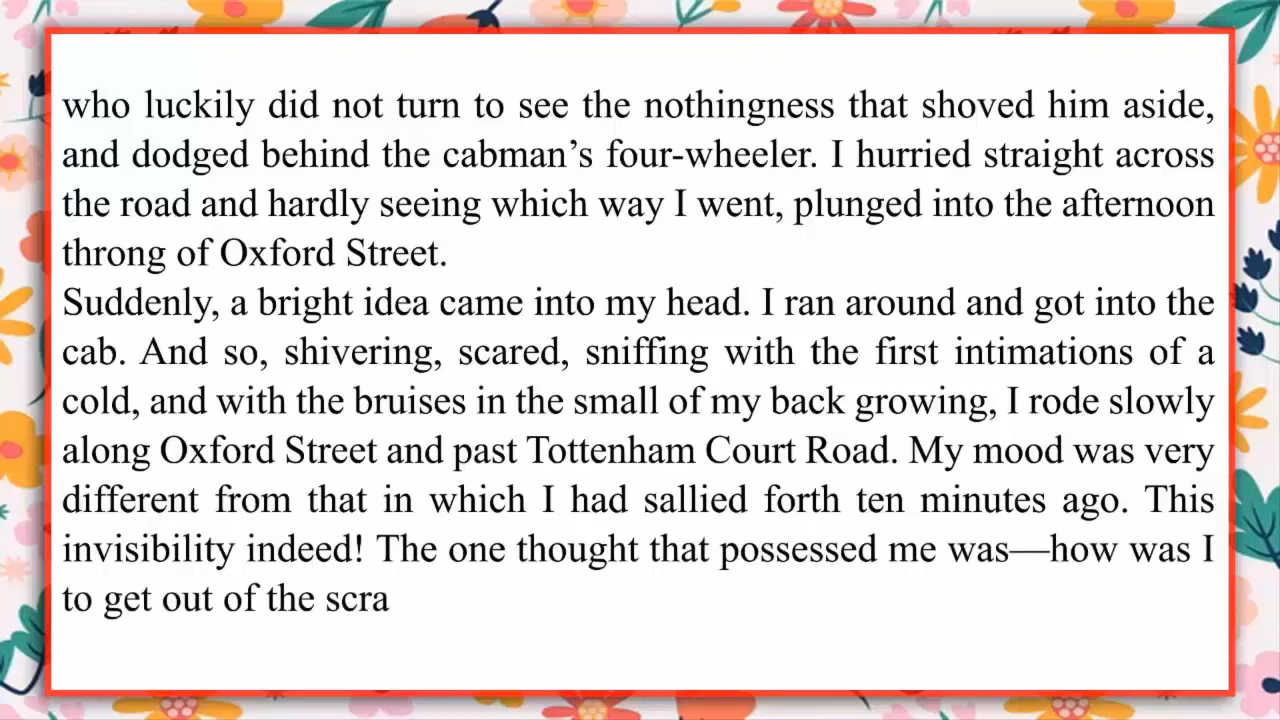 who luckily did not turn to see the nothingness that shoved him aside,
and dodged behind the cabman’s four-wheeler. I hurried straight across
the road and hardly seeing which way I went, plunged into the afternoon
throng of Oxford Street.
Suddenly, a bright idea came into my head. I ran around and got into the
cab. And so, shivering, scared, sniffing with the first intimations of a
cold, and with the bruises in the small of my back growing, I rode slowly
along Oxford Street and past Tottenham Court Road. My mood was very
different from that in which I had sallied forth ten minutes ago. This
invisibility indeed! The one thought that possessed me was—how was I
to get out of the scra